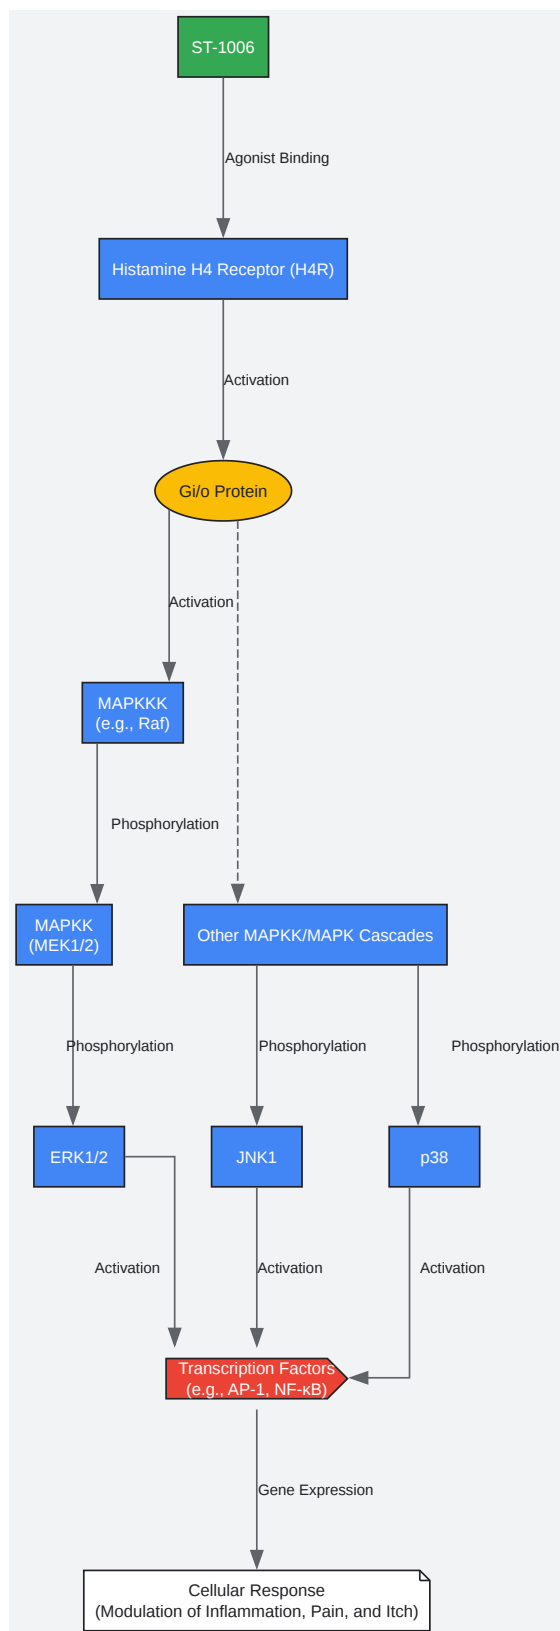 ST-1006
Agonist Binding
Histamine H4 Receptor (H4R)
Activation
Gi/o Protein
Activation
MAPKKK
(e.g., Raf)
Phosphorylation
MAPKK
(MEK1/2)
Other MAPKK/MAPK Cascades
Phosphorylation
Phosphorylation
Phosphorylation
ERK1/2
JNK1
p38
Activation
Activation
Activation
Transcription Factors
(e.g., AP-1, NF-κB)
Gene Expression
Cellular Response
(Modulation of Inflammation, Pain, and Itch)